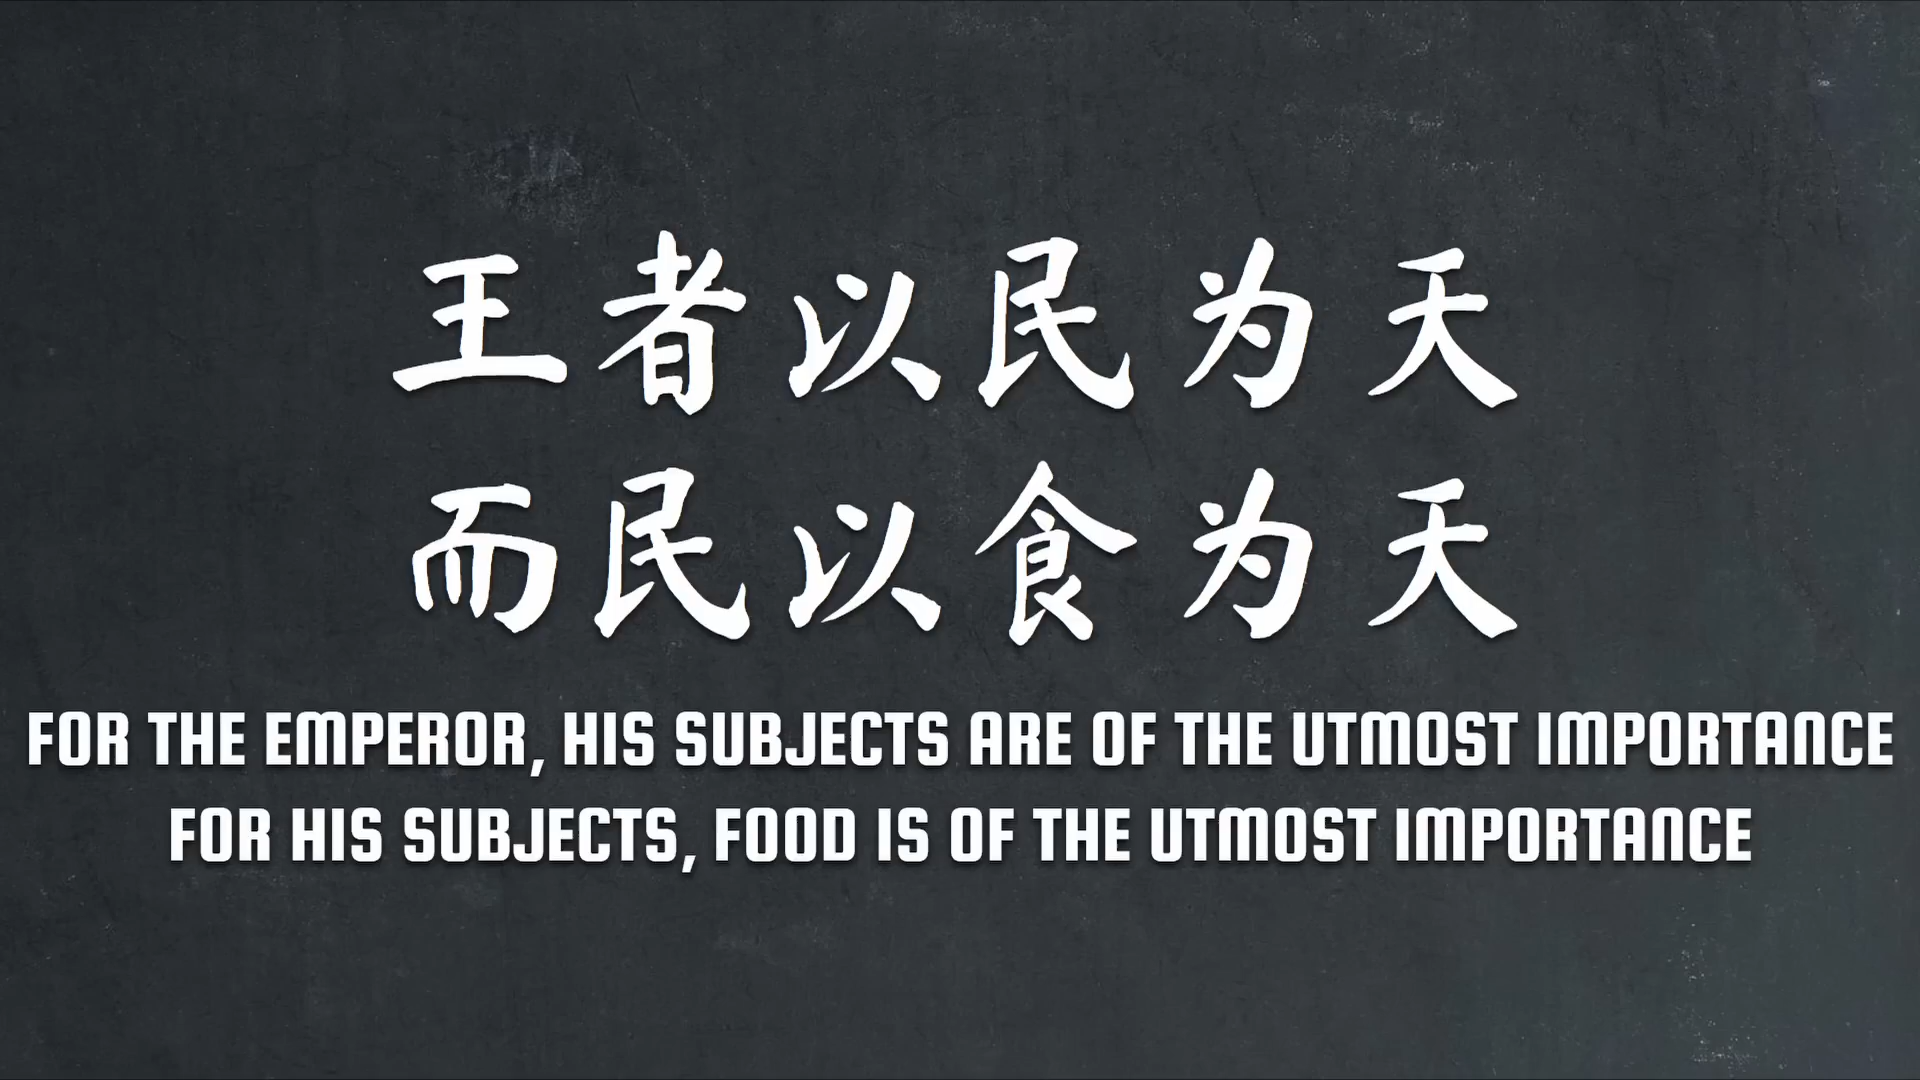 王者以民为天
而民以食为天
FOR THE EMPEROR, HIS SUBJECTS ARE OF THE UTMOST IMPORTANCE
FOR HIS SUBJECTS, FOOD IS OF THE UTMOST IMPORTANCE